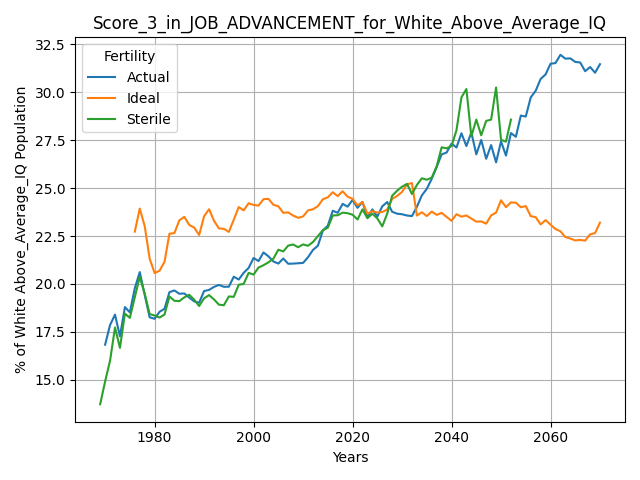 Score_3_in_JOB_ADVANCEMENT_for_White_Above_Average_IQ
Fertility
Actual
Ideal
Sterile
% of White Above_Average_IQ Population
32.5
30.0
27.5
25.0
22.5
20.0
17.5
15.0
1980
2000
2020
2040
2060
Years